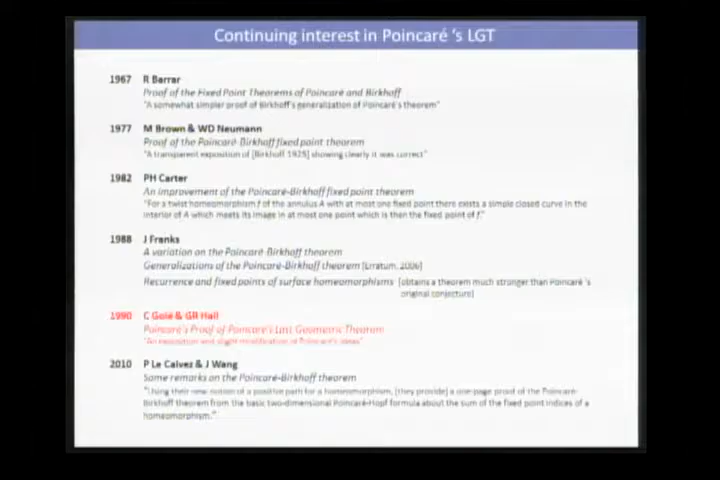 Continuing interest in Poincaré 's LGT
1967 R Barrar
Proof of the Fixed Point Theorems of Poincaré and Birkhoff
"A somewhat simpler proof of Birkhoff's generalization of Poincaré's theorem"
1977 M Brown & WD Neumann
Proof of the Poincaré-Birkhoff fixed point theorem
"A transparent exposition of [Birkhoff 1925] showing clearly it was correct"
1982 PH Carter
An improvement of the Poincaré-Birkhoff fixed point theorem
"For a twist homeomorphism f of the annulus A with at most one fixed point there exists a simple closed curve in the
interior of A which meets its image in at most one point which is then the fixed point of f."
1988 J Franks
A variation on the Poincaré-Birkhoff theorem
Generalizations of the Poincaré-Birkhoff theorem [Erratum, 2006]
Recurrence and fixed points of surface homeomorphisms [obtains a theorem much stronger than Poincaré 's
original conjecture]
1990 C Golé & GR Hall
Poincaré's Proof of Poincaré's Last Geometric Theorem
"An exposition and slight modification of Poincaré's ideas"
2010 P Le Calvez & J Wang
Some remarks on the Poincaré-Birkhoff theorem
"Using their new notion of a positive path for a homeomorphism, [they provide] a one-page proof of the Poincaré-
Birkhoff theorem from the basic two-dimensional Poincaré-Hopf formula about the sum of the fixed point indices of a
homeomorphism."